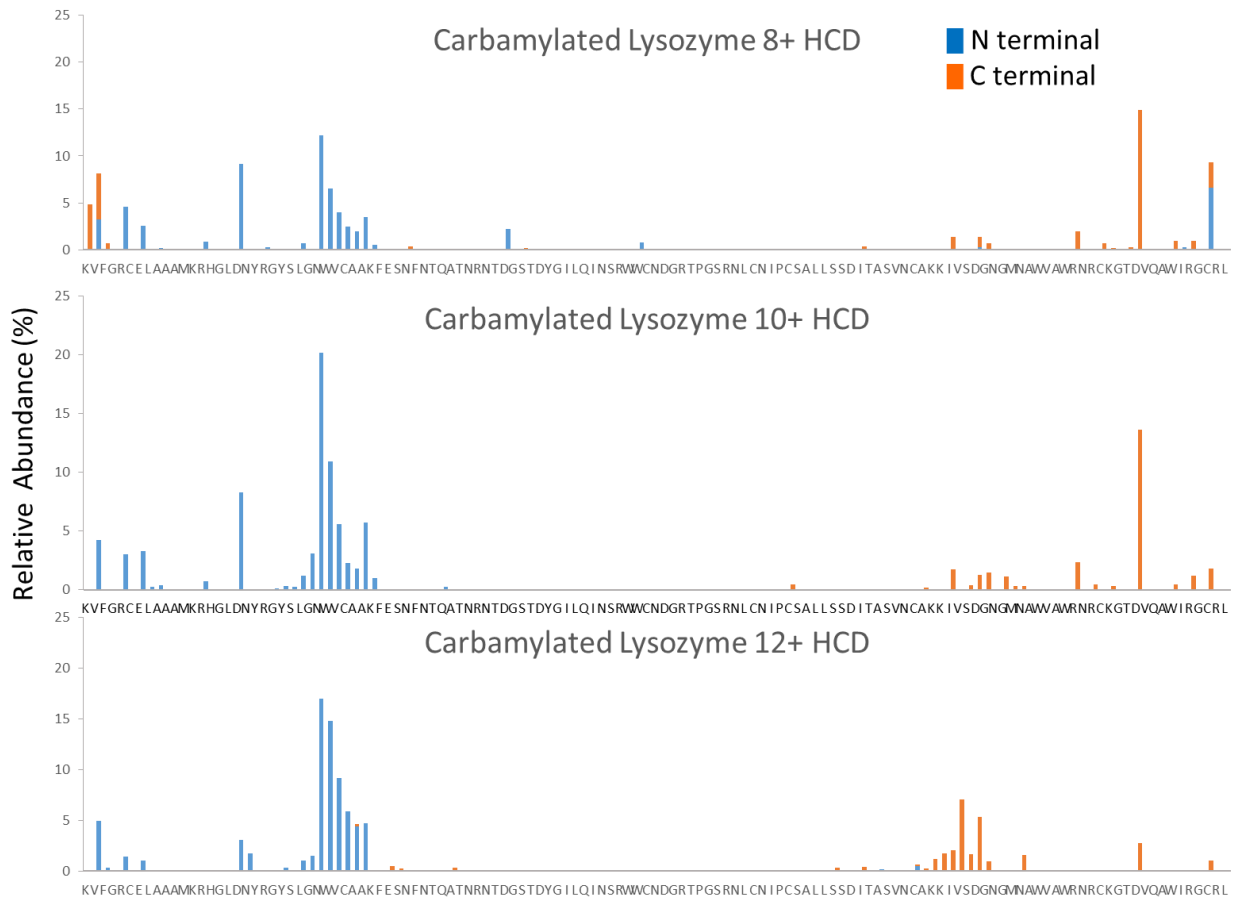 25
Carbamylated Lysozyme 8+ HCD
N terminal
20
C terminal
15
10
5
0
KVFGRCELAAAMKRHGLDNYRGYSLGNWVCAAKFESNFNTQATNRNTDGSTDYGILQINSRWWCNDGRTPGSRNLCNIPCSALLSSDITASVNCAKKIVSDGNGMNAWVAWRNRCKGTDVQAWIRGCRL
25
Carbamylated Lysozyme 10+ HCD
20
15
10
5
0
KVFGRCELAAAMKRHGLDNYRGYSLGNWVCAAKFESNFNTQATNRNTDGSTDYGILQINSRWWCNDGRTPGSRNLCNIPCSALLSSDITASVNCAKKIVSDGNGMNAWVAWRNRCKGTDVQAWIRGCRL
25
Carbamylated Lysozyme 12+ HCD
20
15
10
5
0
KVFGRCELAAAMKRHGLDNYRGYSLGNWVCAAKFESNFNTQATNRNTDGSTDYGILQINSRWWCNDGRTPGSRNLCNIPCSALLSSDITASVNCAKKIVSDGNGMNAWVAWRNRCKGTDVQAWIRGCRL
Relative Abundance (%)